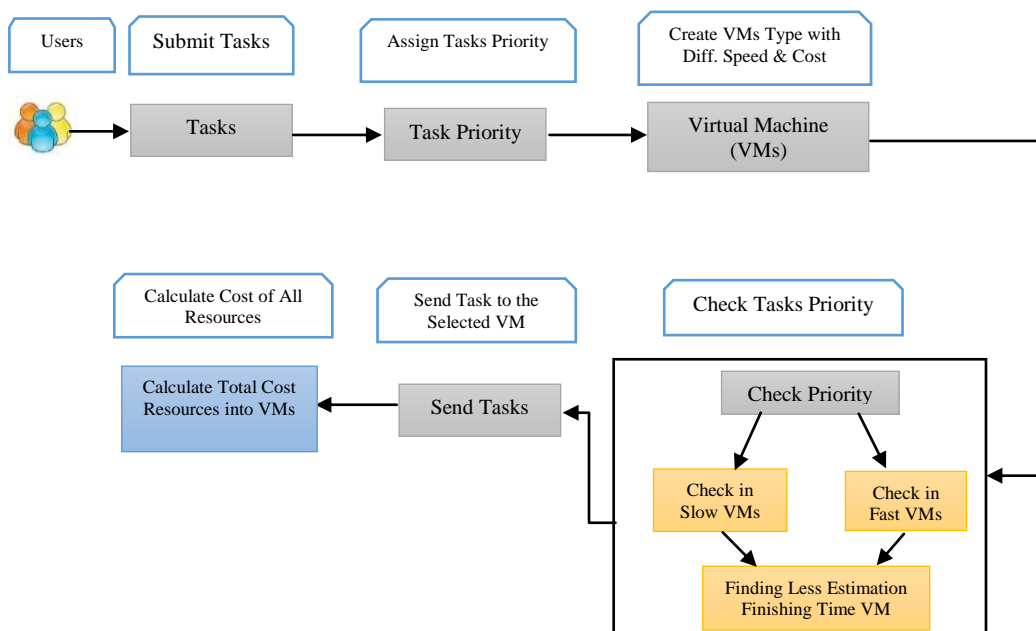 Users
Submit Tasks
Assign Tasks Priority
Create VMs Type with
Diff. Speed & Cost
Tasks
Task Priority
Virtual Machine
(VMs)
Calculate Cost of All
Resources
Send Task to the
Selected VM
Check Tasks Priority
Calculate Total Cost
Resources into VMs
Send Tasks
Check Priority
Check in
Slow VMs
Check in
Fast VMs
Finding Less Estimation
Finishing Time VM